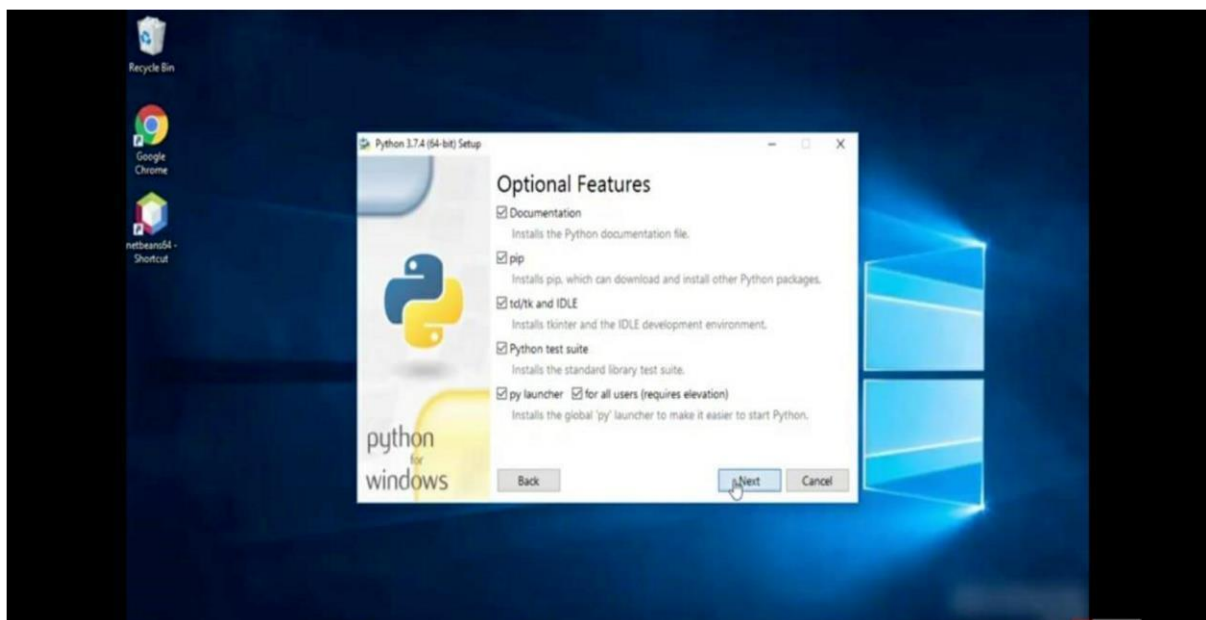 Recycle Bin
Google
Chrome
netbeans64 -
Shortcut
Python 3.7.4 (64-bit) Setup
Optional Features
Documentation
Installs the Python documentation file.
pip
Installs pip, which can download and install other Python packages.
td/tk and IDLE
Installs tkinter and the IDLE development environment.
Python test suite
Installs the standard library test suite.
py launcher for all users (requires elevation)
Installs the global 'py' launcher to make it easier to start Python.
python
for
windows
Back Next Cancel